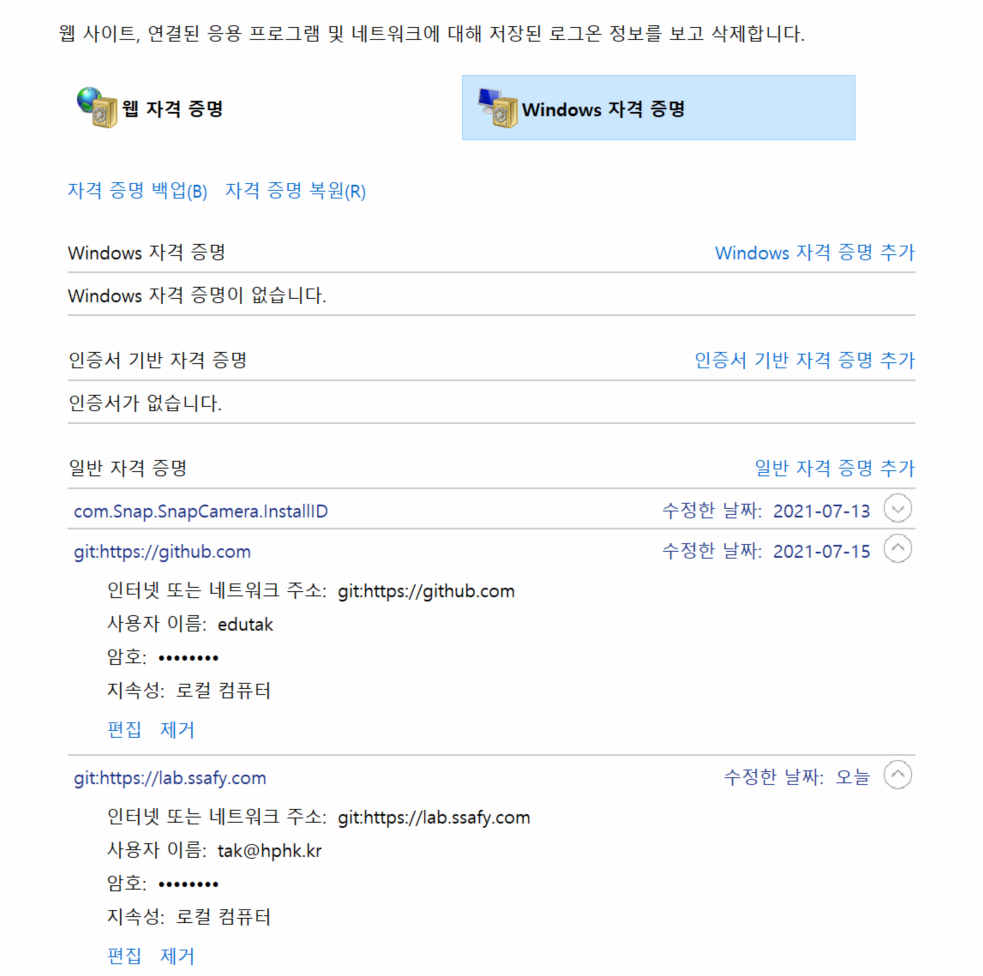 웹 사이트, 연결된 응용 프로그램 및 네트워크에 대해 저장된 로그온 정보를 보고 삭제합니다.
웹 자격 증명 Windows 자격 증명
자격 증명 백업(B) 자격 증명 복원(R)
Windows 자격 증명 Windows 자격 증명 추가
Windows 자격 증명이 없습니다.
인증서 기반 자격 증명 인증서 기반 자격 증명 추가
인증서가 없습니다.
일반 자격 증명 일반 자격 증명 추가
com.Snap.SnapCamera.InstallID 수정한 날짜: 2021-07-13
git:https://github.com 수정한 날짜: 2021-07-15
인터넷 또는 네트워크 주소: git:https://github.com
사용자 이름: edutak
암호: ••••••••
지속성: 로컬 컴퓨터
편집 제거
git:https://lab.ssafy.com 수정한 날짜: 오늘
인터넷 또는 네트워크 주소: git:https://lab.ssafy.com
사용자 이름: tak@hphk.kr
암호: ••••••••
지속성: 로컬 컴퓨터
편집 제거